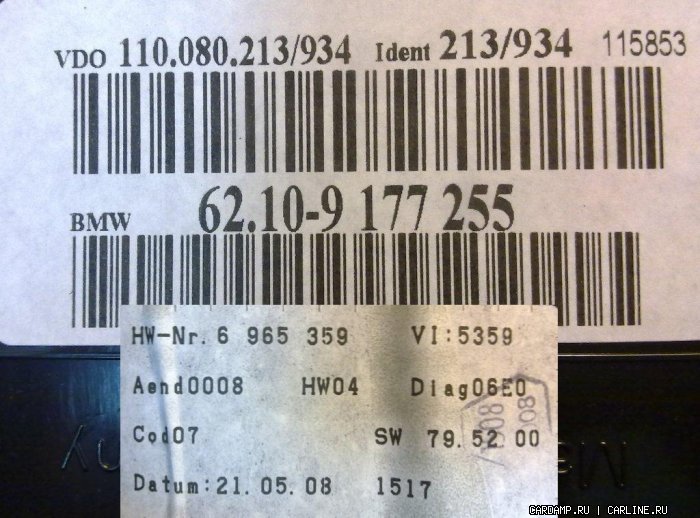 VDO 110.080.213/934 Ident 213/934 115853
BMW 62.10-9 177 255
HW-Nr. 6 965 359 VI:5359
Aend0008 HW04 Diag06E0
Cod07 SW 79.52 00
Datum:21.05.08 1517
CARDAMP.RU | CARLINE.RU